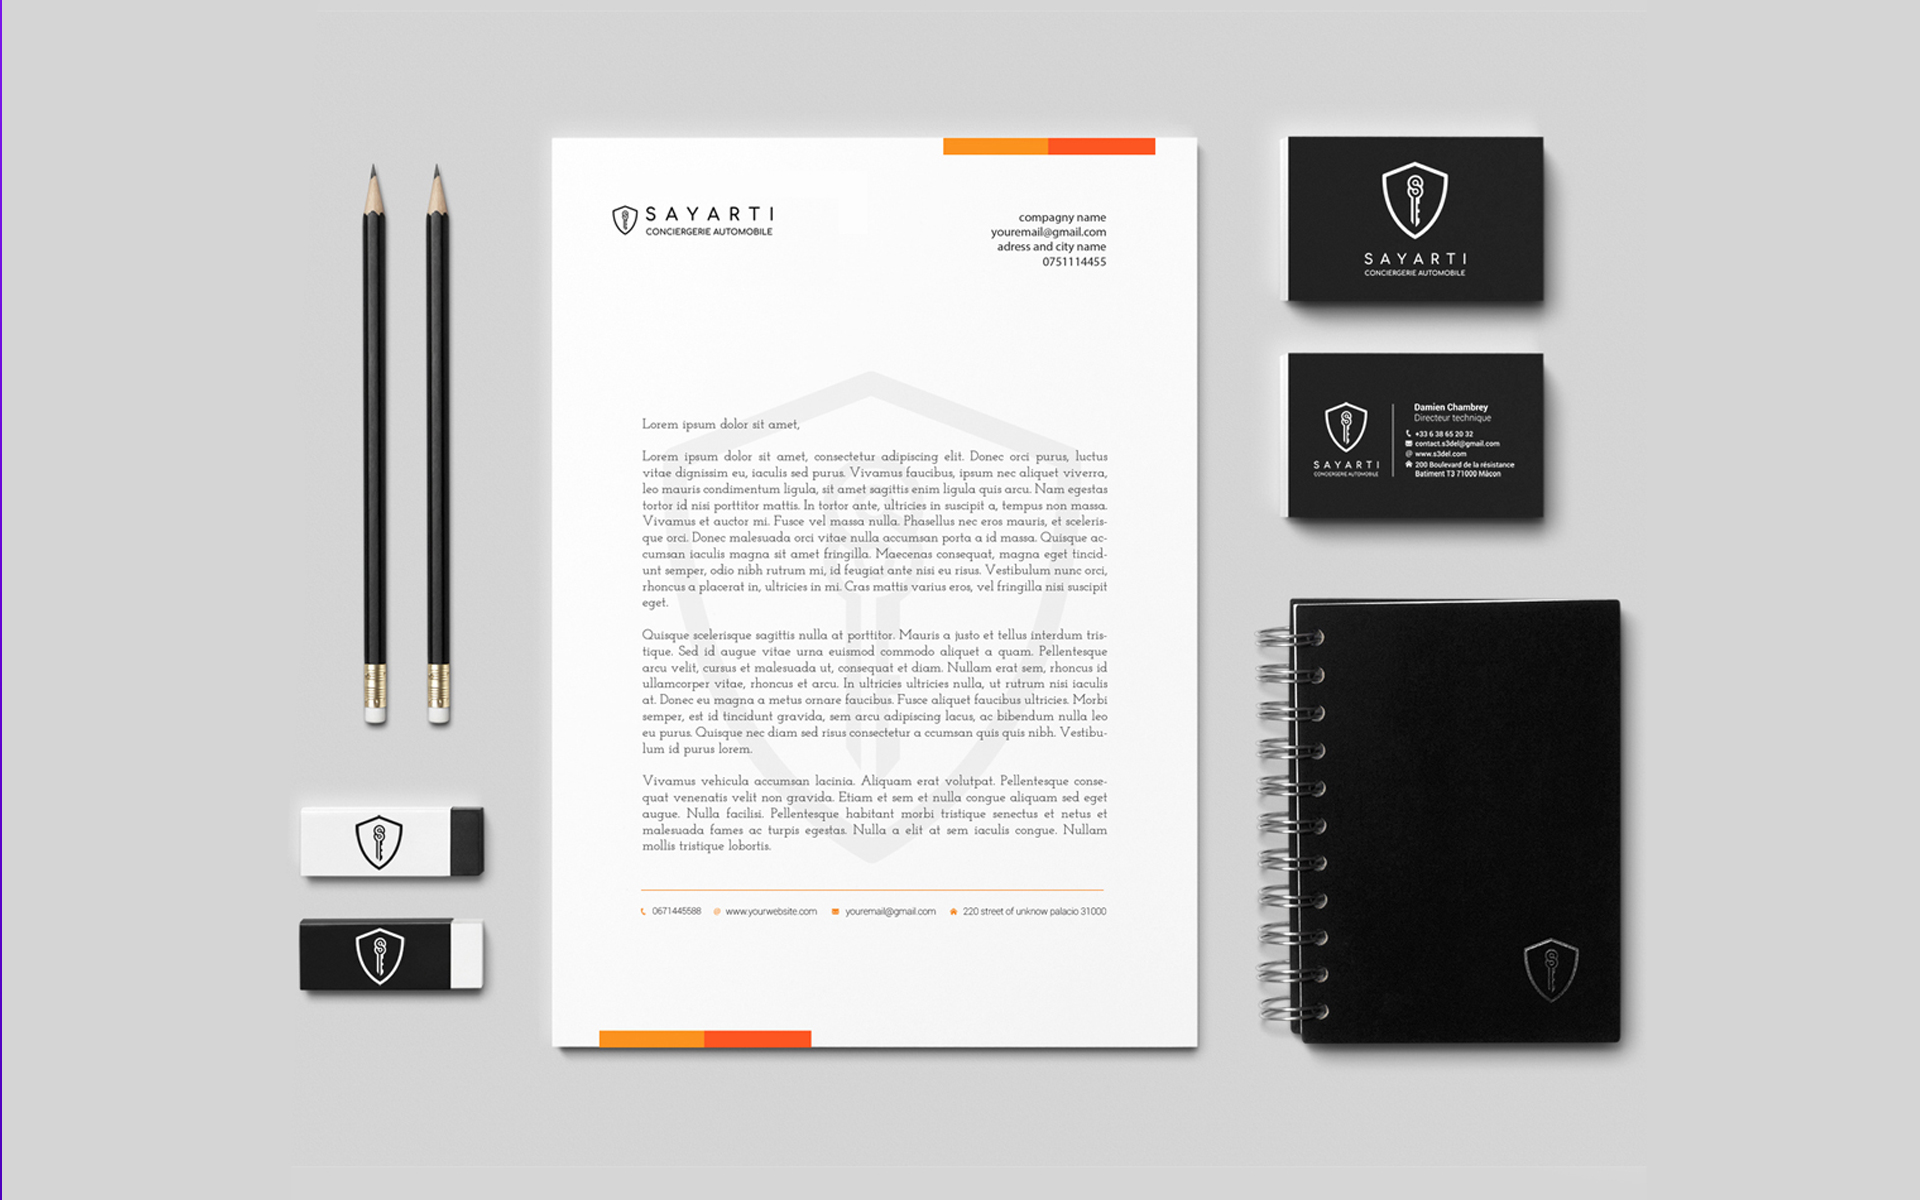 SAYARTI
CONCIERGERIE AUTOMOBILE
compagny name
youremail@gmail.com
adress and city name
0751114455
Lorem ipsum dolor sit amet,
Lorem ipsum dolor sit amet, consectetur adipiscing elit. Donec orci purus, luctus
vitae dignissim eu, iaculis sed purus. Vivamus faucibus, ipsum nec aliquet viverra,
leo mauris condimentum ligula, sit amet sagittis enim ligula quis arcu. Nam egestas
tortor id nisi porttitor mattis. In tortor ante, ultricies in suscipit a, tempus non massa.
Vivamus et auctor mi. Fusce vel massa nulla. Phasellus nec eros mauris, et sceleris-
que orci. Donec malesuada orci vitae nulla accumsan porta a id massa. Quisque ac-
cumsan iaculis magna sit amet fringilla. Maecenas consequat, magna eget tincid-
unt semper, odio nibh rutrum mi, id feugiat ante nisi eu risus. Vestibulum nunc orci,
rhoncus a placerat in, ultricies in mi. Cras mattis varius eros, vel fringilla nisi suscipit
eget.
Quisque scelerisque sagittis nulla at porttitor. Mauris a justo et tellus interdum tris-
tique. Sed id augue vitae urna euismod commodo aliquet a quam. Pellentesque
arcu velit, cursus et malesuada ut, consequat et diam. Nullam erat sem, rhoncus id
ullamcorper vitae, rhoncus et arcu. In ultricies ultricies nulla, ut rutrum nisi iaculis
at. Donec eu magna a metus ornare faucibus. Fusce aliquet faucibus ultricies. Morbi
semper, est id tincidunt gravida, sem arcu adipiscing lacus, ac bibendum nulla leo
eu purus. Quisque nec diam sed risus consectetur a ccumsan quis quis nibh. Vestibu-
lum id purus lorem.
Vivamus vehicula accumsan lacinia. Aliquam erat volutpat. Pellentesque conse-
quat venenatis velit non gravida. Etiam et sem et nulla congue aliquam sed eget
augue. Nulla facilisi. Pellentesque habitant morbi tristique senectus et netus et
malesuada fames ac turpis egestas. Nulla a elit at sem iaculis congue. Nullam
mollis tristique lobortis.
0671445588 @ www.yourwebsite.com youremail@gmail.com 220 street of unknow palacio 31000
SAYARTI
CONCIERGERIE AUTOMOBILE
SAYARTI
CONCIERGERIE AUTOMOBILE
Damien Chambrey
Directeur technique
+33 6 38 65 20 32
contact.s3del@gmail.com
@ www.s3del.com
200 Boulevard de la résistance
Batiment T3 71000 Mâcon